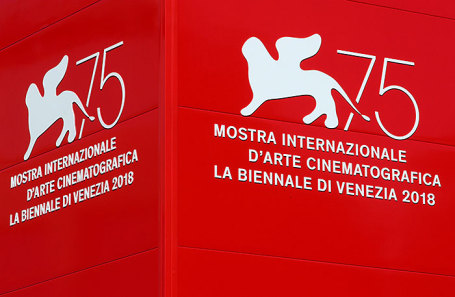 75
MOSTRA INTERNAZIONALE
D'ARTE CINEMATOGRAFICA
LA BIENNALE DI VENEZIA 2018
75
MOSTRA INTERNAZIONALE
D'ARTE CINEMATOGRAFICA
LA BIENNALE DI VENEZIA 2018